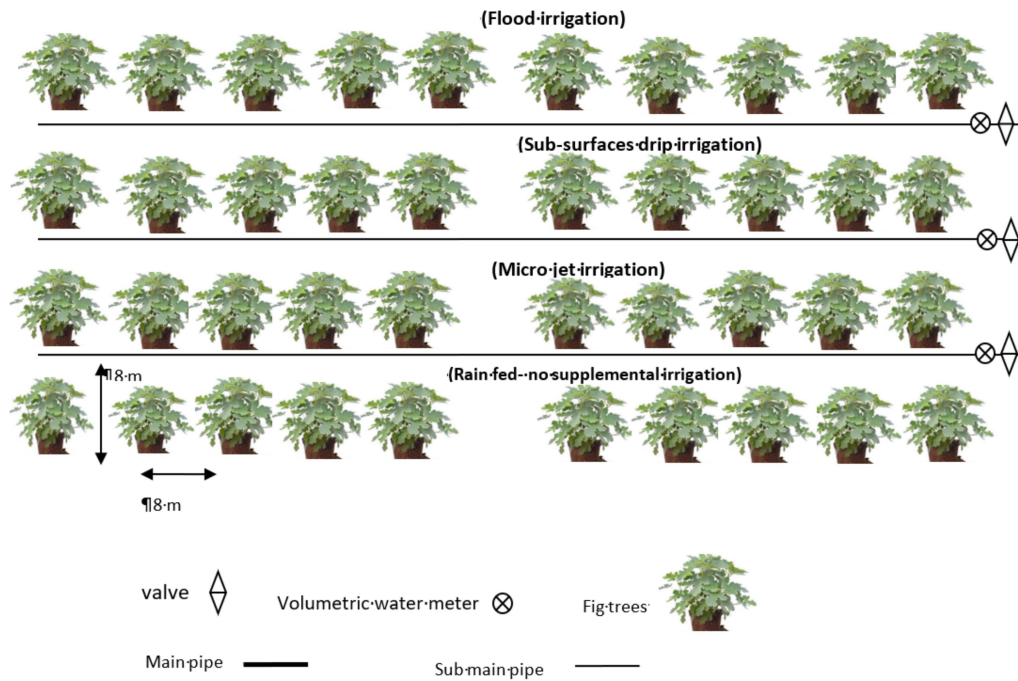 (Flood·irrigation)
(Sub-surfaces·drip·irrigation)
(Micro·jet·irrigation)
(Rain·fed-·no·supplemental·irrigation)
¶8·m
¶8·m
valve
Volumetric·water·meter
Fig·trees
Main·pipe
Sub·main·pipe